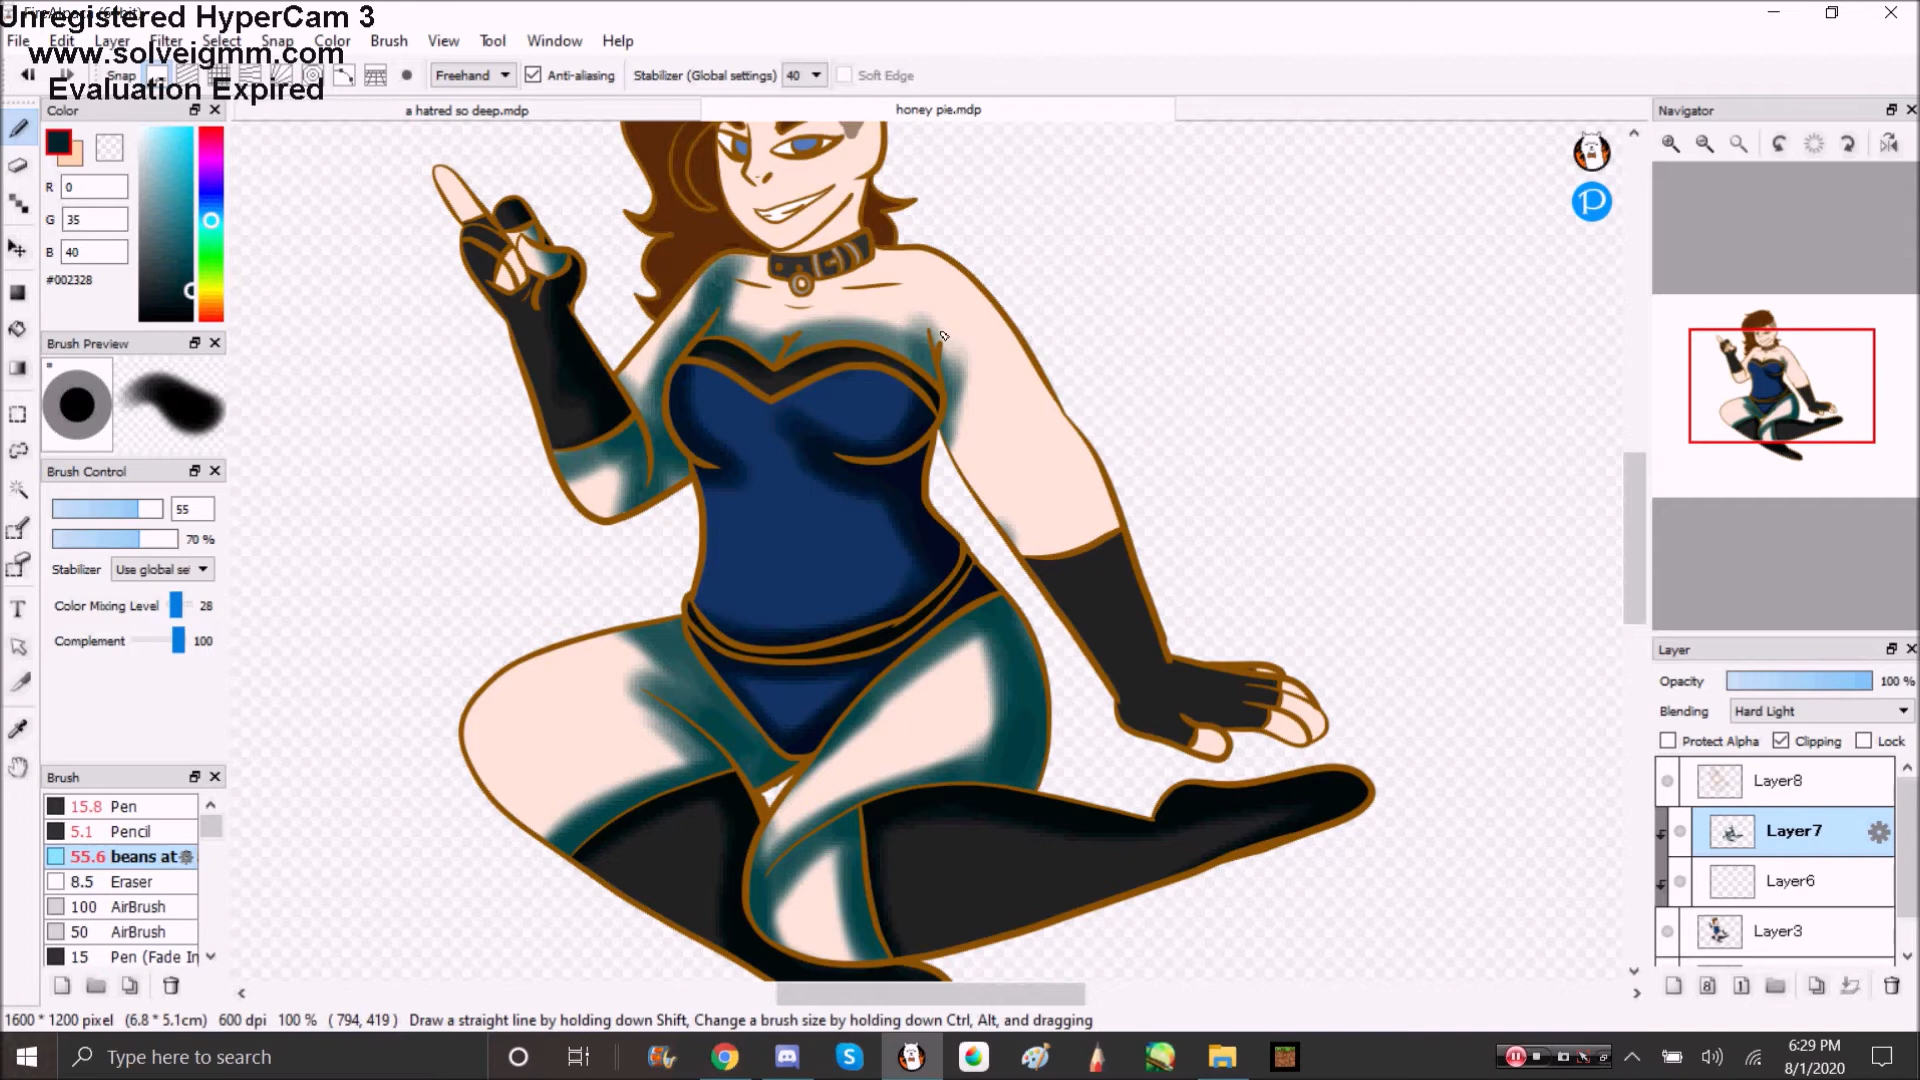 Unregistered HyperCam 3
www.solveigmm.com
Evaluation Expired
File Edit Layer Filter Select Snap Color Brush View Tool Window Help
Snap Freehand Anti-aliasing Stabilizer (Global settings) 40 Soft Edge
a hatred so deep.mdp honey pie.mdp
Color
R 0
G 35
B 40
#002328
Brush Preview
Brush Control
55
70 %
Stabilizer Use global se
Color Mixing Level 28
Complement 100
Brush
15.8 Pen
5.1 Pencil
55.6 beans at
8.5 Eraser
100 AirBrush
50 AirBrush
15 Pen (Fade In
Navigator
Layer
Opacity 100 %
Blending Hard Light
Protect Alpha Clipping Lock
Layer8
Layer7
Layer6
Layer3
1600 * 1200 pixel (6.8 * 5.1cm) 600 dpi 100 % ( 794, 419 ) Draw a straight line by holding down Shift, Change a brush size by holding down Ctrl, Alt, and dragging
Type here to search
6:29 PM
8/1/2020